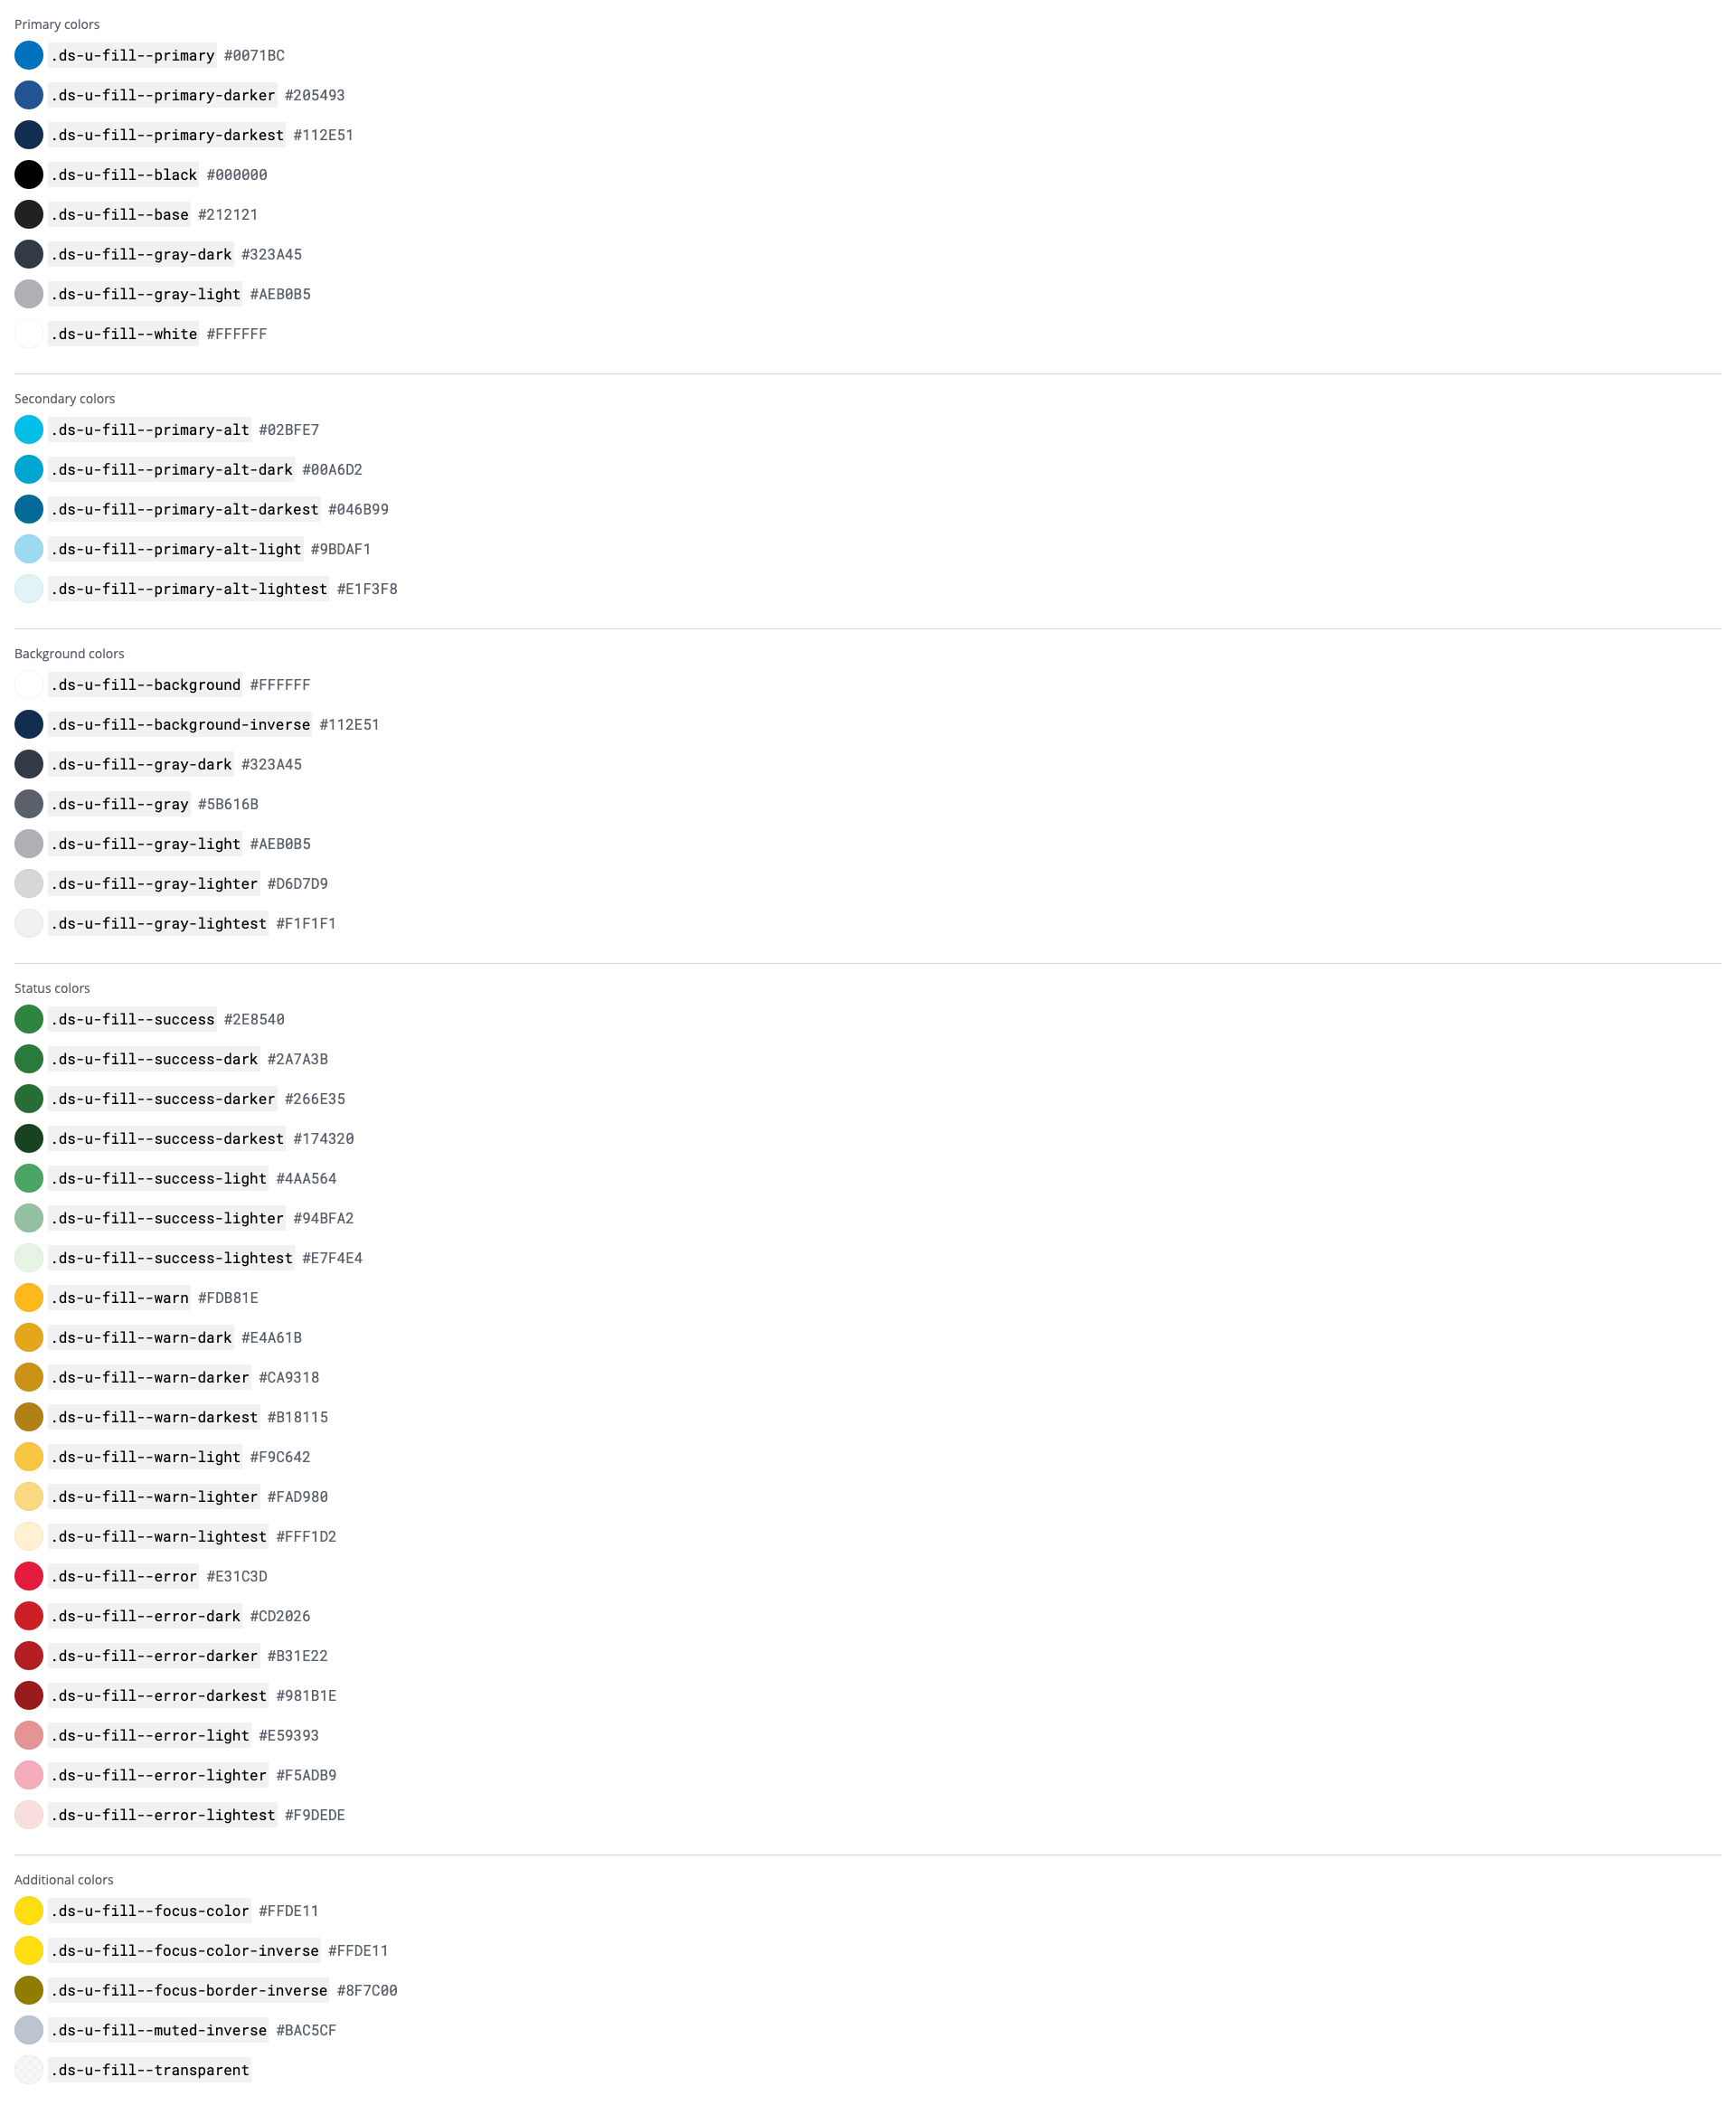 Primary colors
.ds-u-fill--primary #0071BC
.ds-u-fill--primary-darker #205493
.ds-u-fill--primary-darkest #112E51
.ds-u-fill--black #000000
.ds-u-fill--base #212121
.ds-u-fill--gray-dark #323A45
.ds-u-fill--gray-light #AEB0B5
.ds-u-fill--white #FFFFFF
Secondary colors
.ds-u-fill--primary-alt #02BFE7
.ds-u-fill--primary-alt-dark #00A6D2
.ds-u-fill--primary-alt-darkest #046B99
.ds-u-fill--primary-alt-light #9BDAF1
.ds-u-fill--primary-alt-lightest #E1F3F8
Background colors
.ds-u-fill--background #FFFFFF
.ds-u-fill--background-inverse #112E51
.ds-u-fill--gray-dark #323A45
.ds-u-fill--gray #5B616B
.ds-u-fill--gray-light #AEB0B5
.ds-u-fill--gray-lighter #D6D7D9
.ds-u-fill--gray-lightest #F1F1F1
Status colors
.ds-u-fill--success #2E8540
.ds-u-fill--success-dark #2A7A3B
.ds-u-fill--success-darker #266E35
.ds-u-fill--success-darkest #174320
.ds-u-fill--success-light #4AA564
.ds-u-fill--success-lighter #94BFA2
.ds-u-fill--success-lightest #E7F4E4
.ds-u-fill--warn #FDB81E
.ds-u-fill--warn-dark #E4A61B
.ds-u-fill--warn-darker #CA9318
.ds-u-fill--warn-darkest #B18115
.ds-u-fill--warn-light #F9C642
.ds-u-fill--warn-lighter #FAD980
.ds-u-fill--warn-lightest #FFF1D2
.ds-u-fill--error #E31C3D
.ds-u-fill--error-dark #CD2026
.ds-u-fill--error-darker #B31E22
.ds-u-fill--error-darkest #981B1E
.ds-u-fill--error-light #E59393
.ds-u-fill--error-lighter #F5ADB9
.ds-u-fill--error-lightest #F9DEDE
Additional colors
.ds-u-fill--focus-color #FFDE11
.ds-u-fill--focus-color-inverse #FFDE11
.ds-u-fill--focus-border-inverse #8F7C00
.ds-u-fill--muted-inverse #BAC5CF
.ds-u-fill--transparent